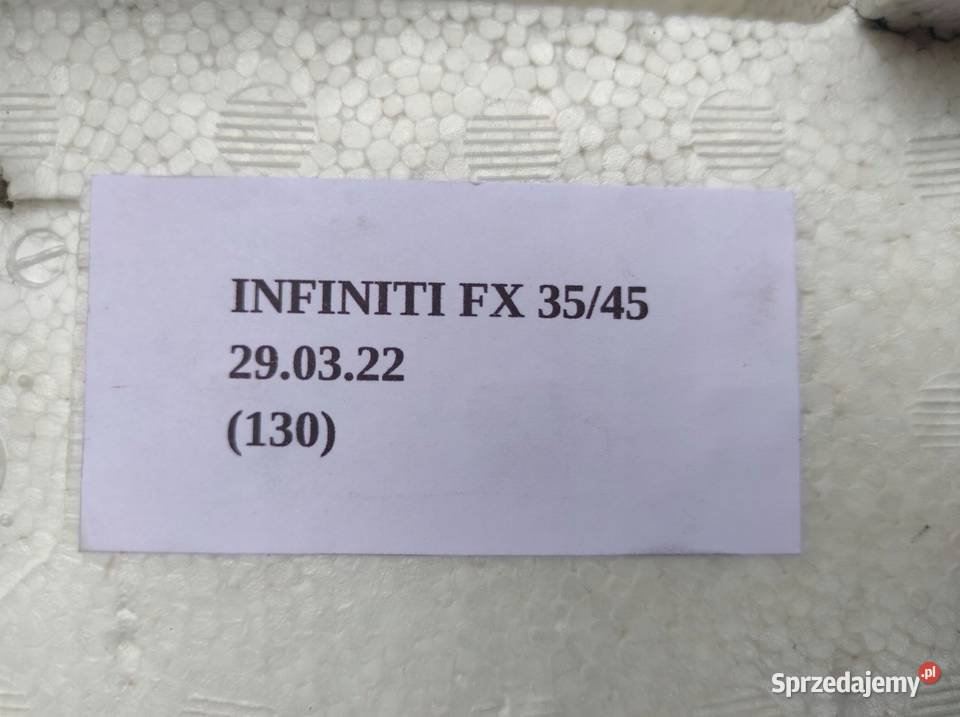 INFINITI FX 35/45
29.03.22
(130)
Sprzedajemy.pl